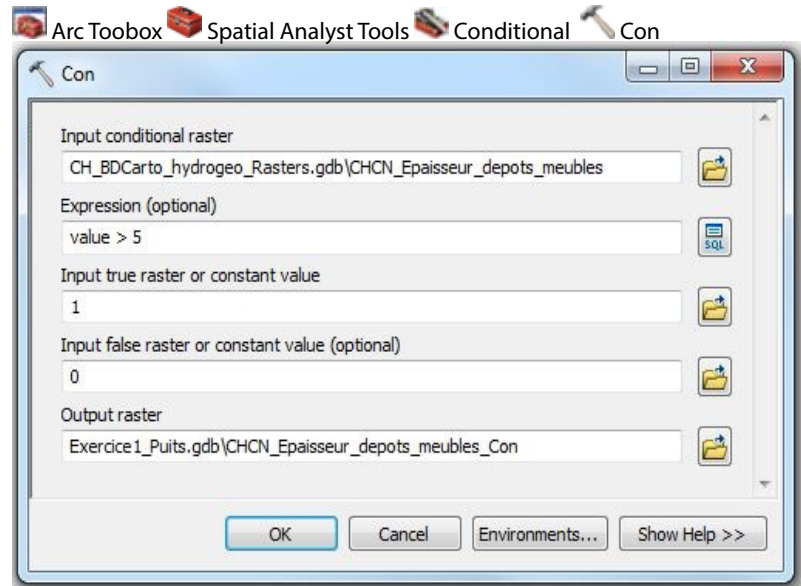 Arc Toobox Spatial Analyst Tools Conditional Con
Con
Input conditional raster
CH_BDCarto_hydrogeo_Rasters.gdb\CHCN_Epaisseur_depots_meubles
Expression (optional)
value > 5
SQL
Input true raster or constant value
1
Input false raster or constant value (optional)
0
Output raster
Exercice1_Puits.gdb\CHCN_Epaisseur_depots_meubles_Con
OK Cancel Environments... Show Help >>